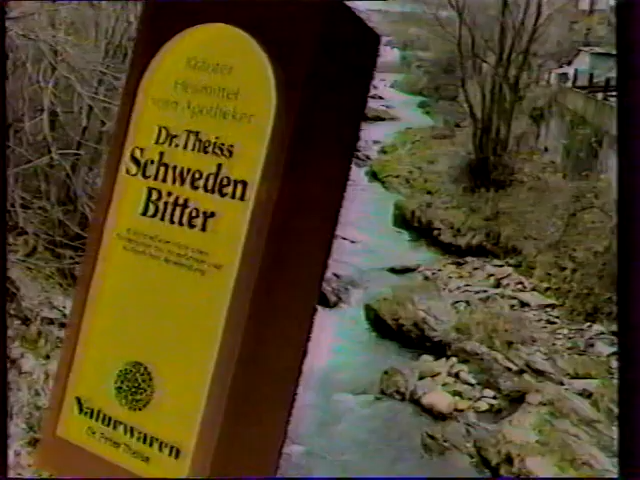 Kräuter
Heilmittel
vom Apotheker
Dr. Theiss
Schweden
Bitter
Naturwaren
Dr. Peter Theiss